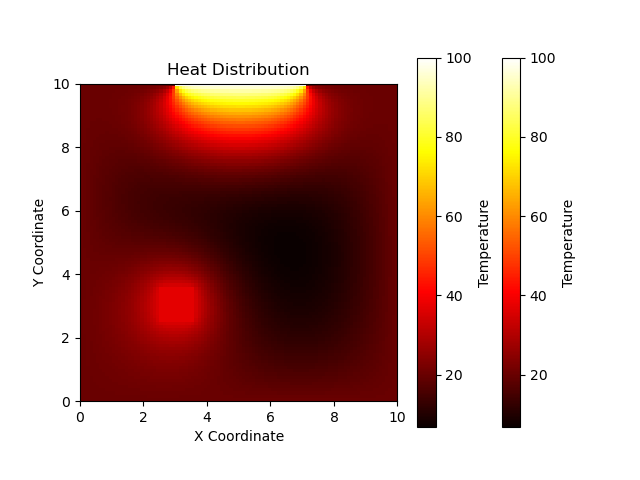 Heat Distribution
10
8
6
4
2
0
Y Coordinate
0 2 4 6 8 10
X Coordinate
100
80
60
40
20
Temperature
100
80
60
40
20
Temperature